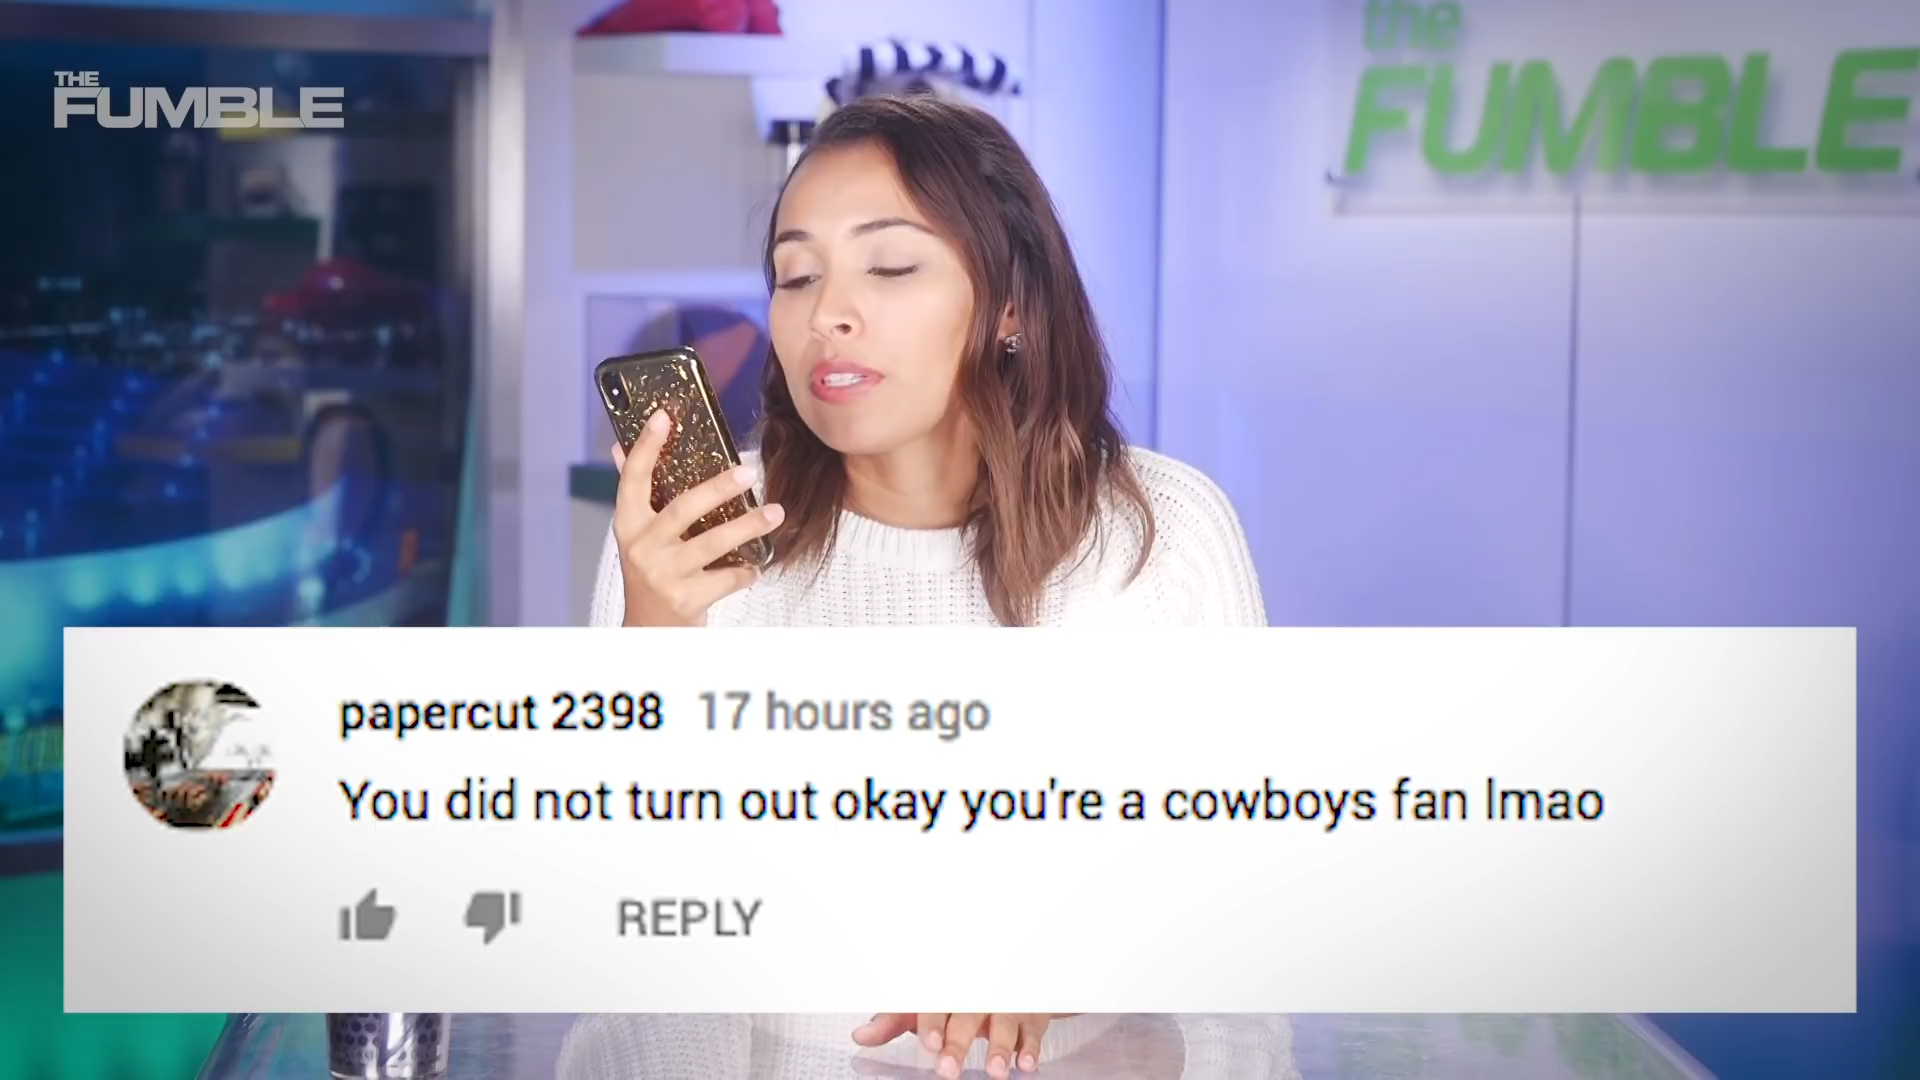 THE
FUMBLE
the
FUMBLE
papercut 2398 17 hours ago
You did not turn out okay you're a cowboys fan lmao
REPLY